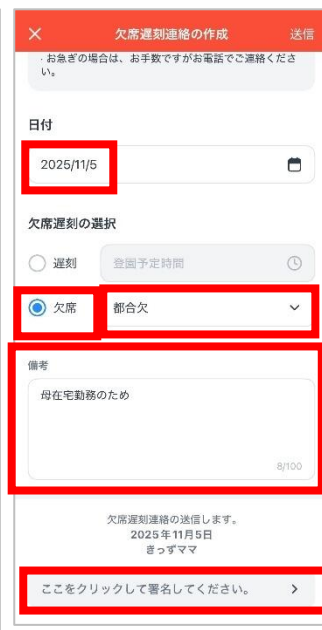 欠席遅刻連絡の作成
送信
・お急ぎの場合は、お手数ですがお電話でご連絡くださ
い。
日付
2025/11/5
欠席遅刻の選択
遅刻
登園予定時間
欠席
都合欠
備考
母在宅勤務のため
8/100
欠席遅刻連絡の送信します。
2025年11月5日
きっずママ
ここをクリックして署名してください。